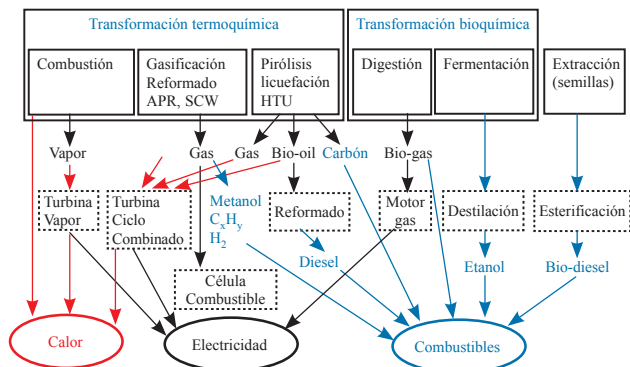 Transformación termoquímica
Transformación bioquímica
Combustión
Gasificación
Reformado
APR, SCW
Pirólisis
licuefación
HTU
Digestión
Fermentación
Extracción
(semillas)
Vapor
Gas
Gas
Bio-oil
Carbón
Bio-gas
Turbina
Vapor
Turbina
Ciclo
Combinado
Metanol
CₓHᵧ
H₂
Reformado
Motor
gas
Destilación
Esterificación
Diesel
Etanol
Bio-diesel
Célula
Combustible
Calor
Electricidad
Combustibles